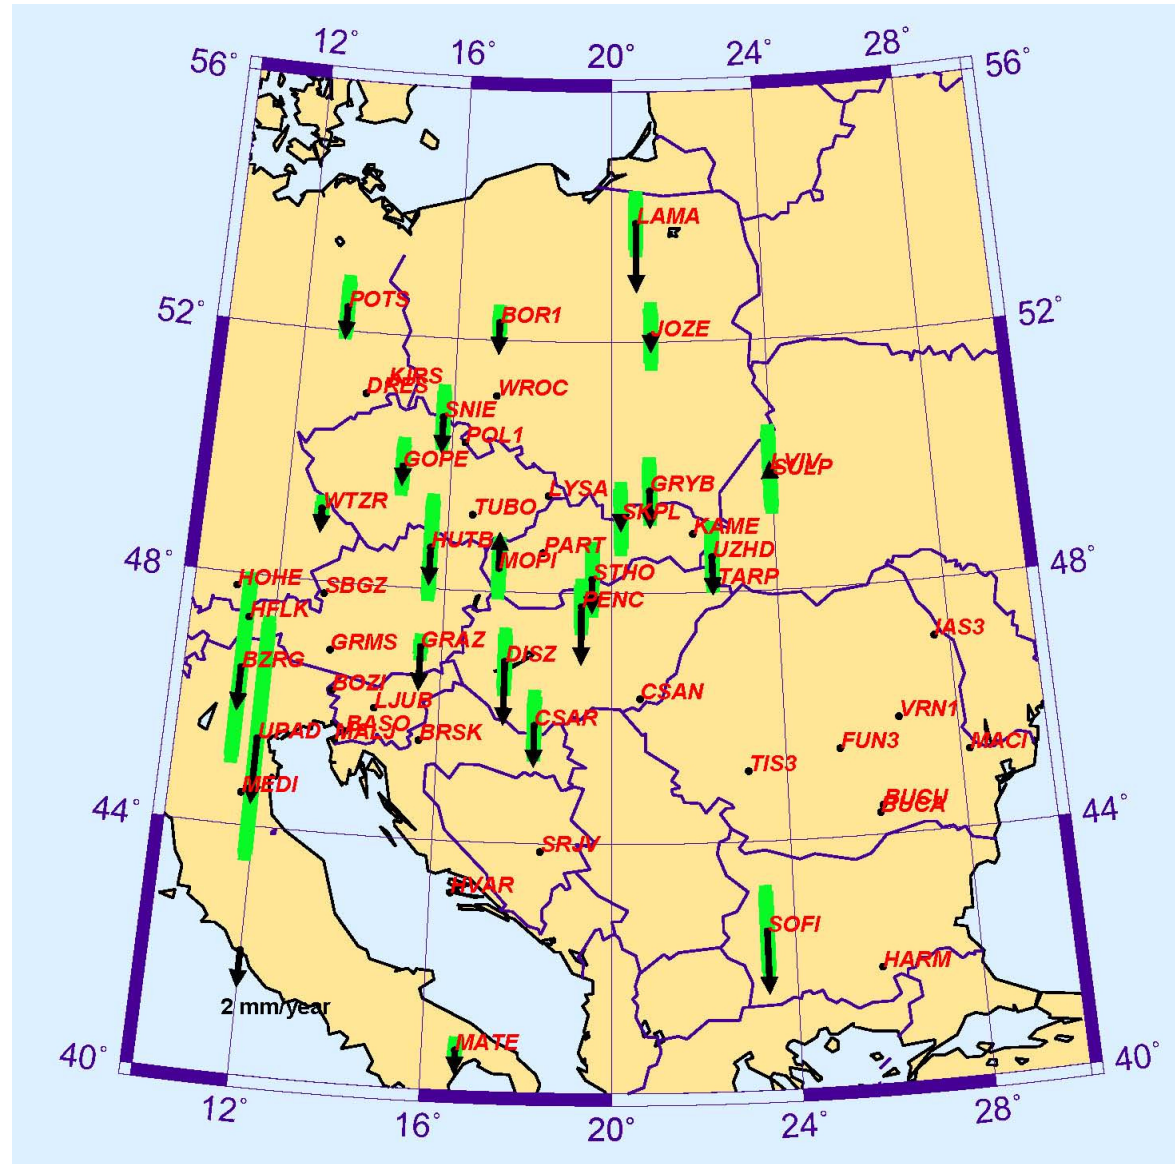 12° 16° 20° 24° 28°
56° 56°
LAMA
POTS
BOR1
JOZE
52° 52°
KIRS
DRES
WROC
SNIE
POL1
GOPE
LVIV
SULP
GRYB
LYSA
WTZR
TUBO
SKPL
KAME
HUTB
PART
UZHD
MOPI
48° 48°
STHO
TARP
HOHE
SBGZ
PENC
HFLK
IAS3
GRMS
GRAZ
DISZ
BZRG
BOZI
CSAN
LJUB
VRN1
CSAR
BASO
UPAD
MALJ
BRSK
FUN3
MACI
TIS3
MEDI
BUCU
BUCA
44° 44°
SRJV
HVAR
SOFI
HARM
2 mm/year
MATE
40° 40°
12° 16° 20° 24° 28°